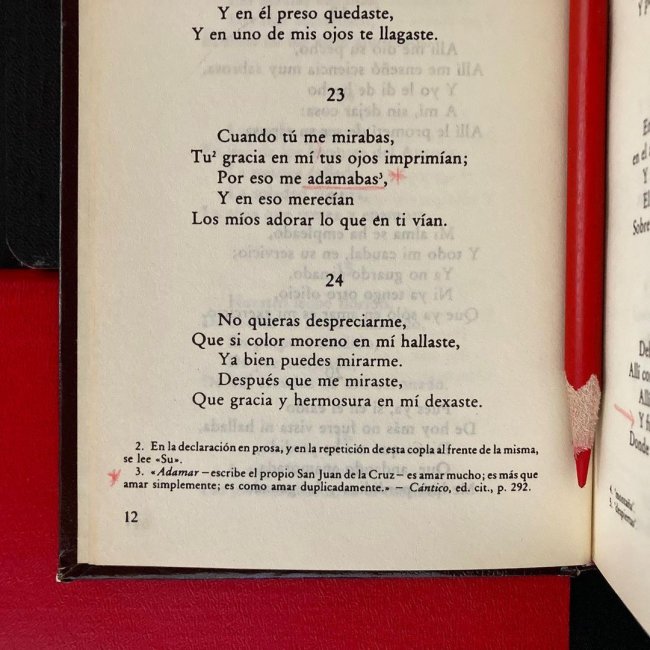 Y en él preso quedaste,
Y en uno de mis ojos te llagaste.
23
Cuando tú me mirabas,
Tu² gracia en mí tus ojos imprimían;
Por eso me adamabas³,
Y en eso merecían
Los míos adorar lo que en ti vían.
24
No quieras despreciarme,
Que si color moreno en mí hallaste,
Ya bien puedes mirarme.
Después que me miraste,
Que gracia y hermosura en mí dexaste.
2. En la declaración en prosa, y en la repetición de esta copla al frente de la misma,
se lee «Su».
3. «Adamar —escribe el propio San Juan de la Cruz— es amar mucho; es más que
amar simplemente; es como amar duplicadamente.» — Cántico, ed. cit., p. 292.
12
Sobre
Allí
Donde